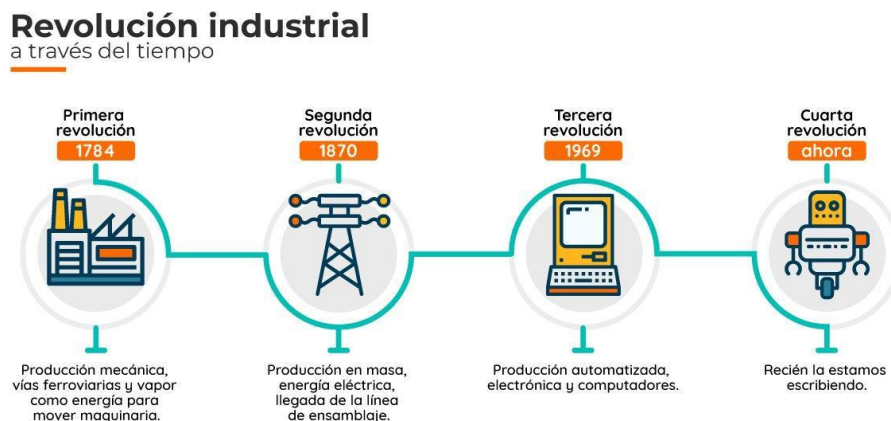 Revolución industrial
a través del tiempo
Primera
revolución
1784
Producción mecánica,
vías ferroviarias y vapor
como energía para
mover maquinaria.
Segunda
revolución
1870
Producción en masa,
energía eléctrica,
llegada de la línea
de ensamblaje.
Tercera
revolución
1969
Producción automatizada,
electrónica y computadores.
Cuarta
revolución
ahora
Recién la estamos
escribiendo.